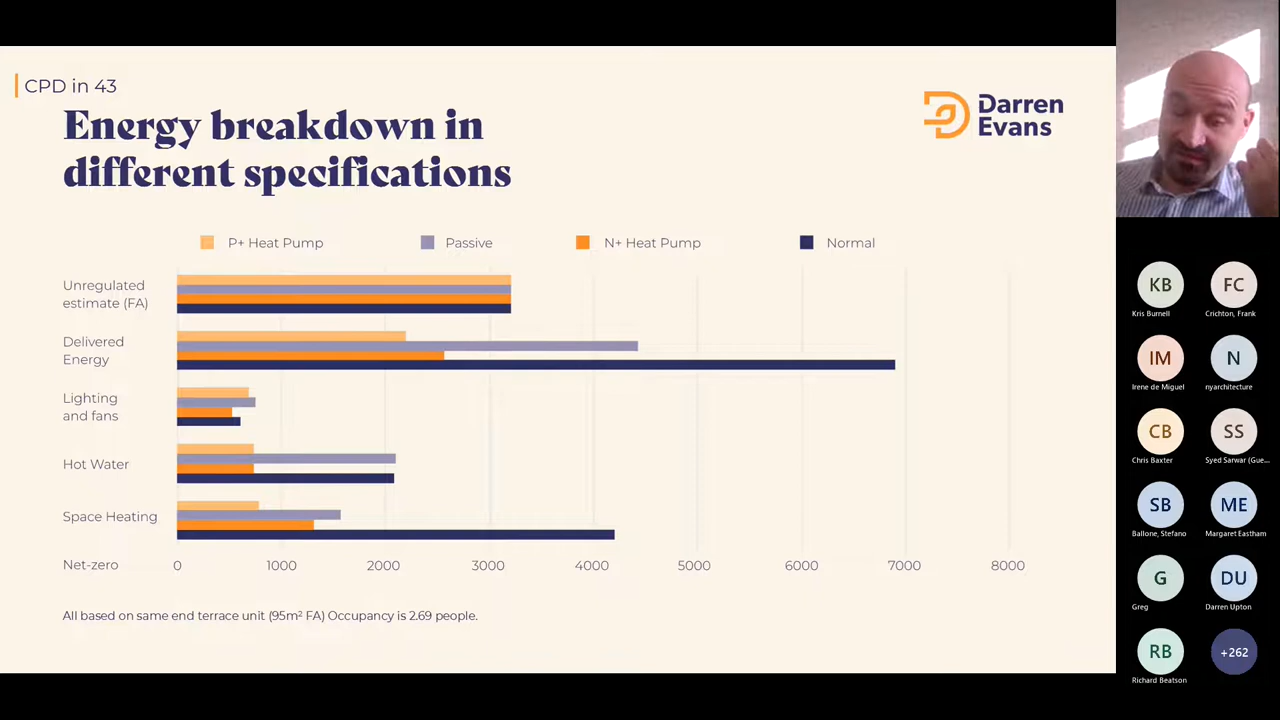 CPD in 43
Energy breakdown in
different specifications
Darren
Evans
P+ Heat Pump
Passive
N+ Heat Pump
Normal
Unregulated
estimate (FA)
Delivered
Energy
Lighting
and fans
Hot Water
Space Heating
Net-zero
0
1000
2000
3000
4000
5000
6000
7000
8000
All based on same end terrace unit (95m² FA) Occupancy is 2.69 people.
KB
Kris Burnell
FC
Crichton, Frank
IM
Irene de Miguel
N
nyarchitecture
CB
Chris Baxter
SS
Syed Sarwar (Gue...
SB
Ballone, Stefano
ME
Margaret Eastham
G
Greg
DU
Darren Upton
RB
Richard Beatson
+262